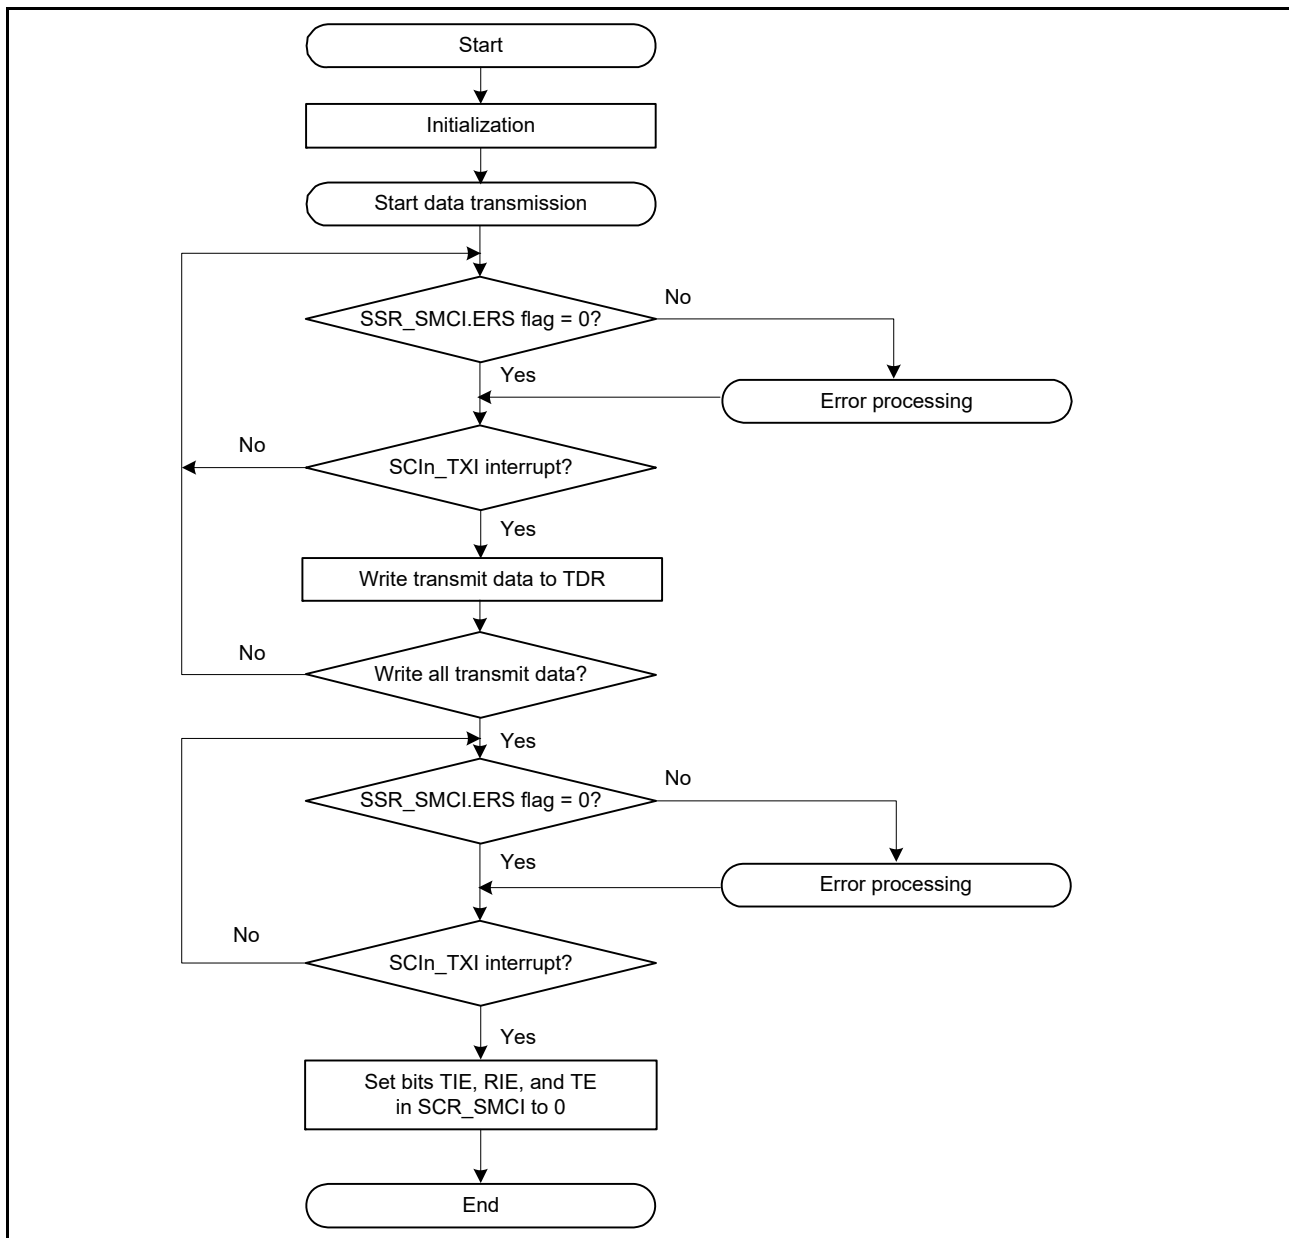 Start
Initialization
Start data transmission
SSR_SMCI.ERS flag = 0?
No
Yes
Error processing
SCIn_TXI interrupt?
No
Yes
Write transmit data to TDR
No
Write all transmit data?
Yes
SSR_SMCI.ERS flag = 0?
No
Yes
Error processing
No
SCIn_TXI interrupt?
Yes
Set bits TIE, RIE, and TE
in SCR_SMCI to 0
End